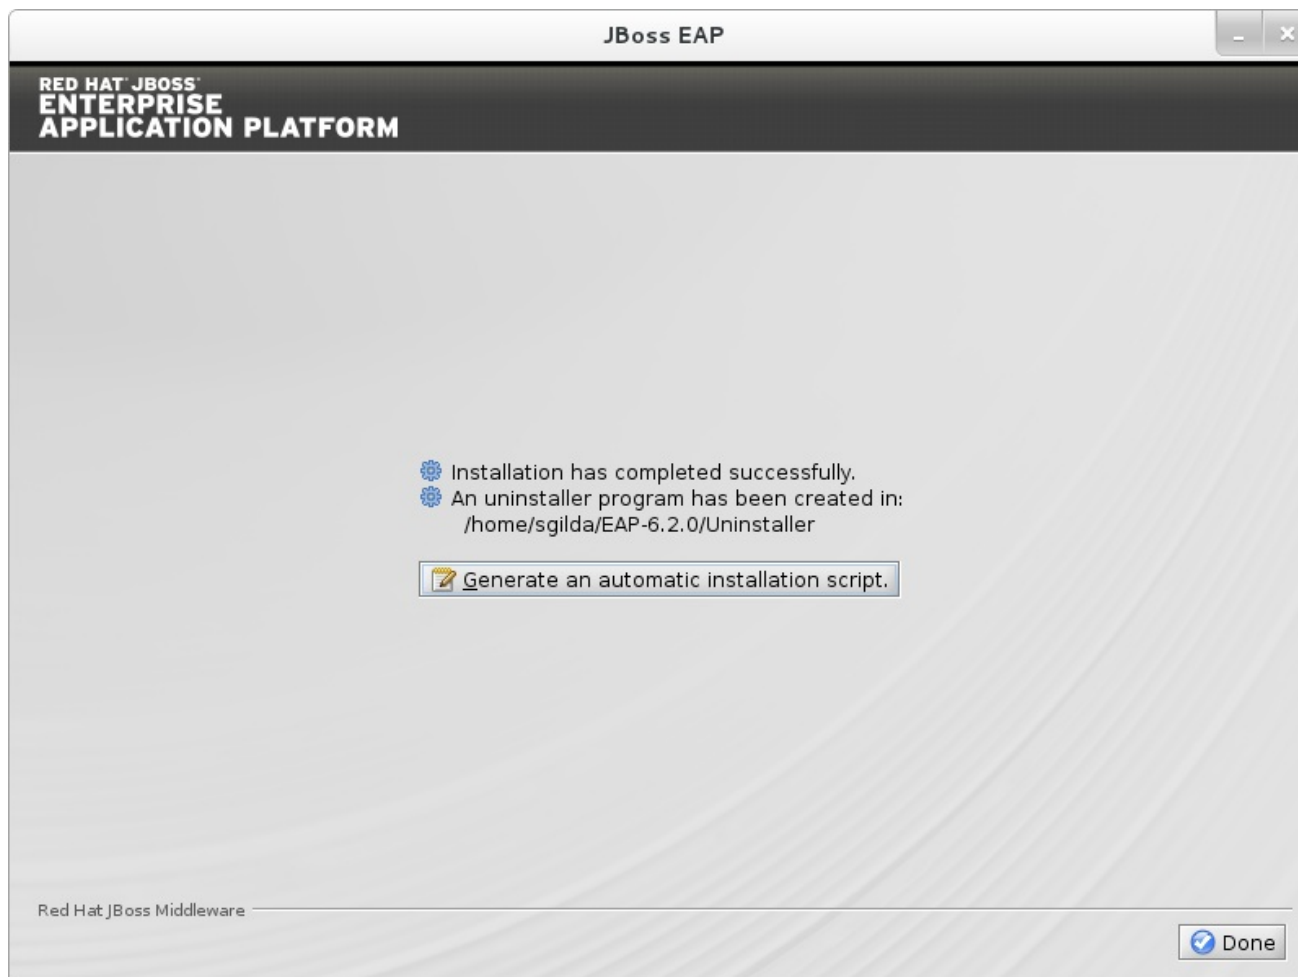 JBoss EAP
RED HAT JBOSS
ENTERPRISE
APPLICATION PLATFORM
Installation has completed successfully.
An uninstaller program has been created in:
/home/sgilda/EAP-6.2.0/Uninstaller
Generate an automatic installation script.
Red Hat JBoss Middleware
Done